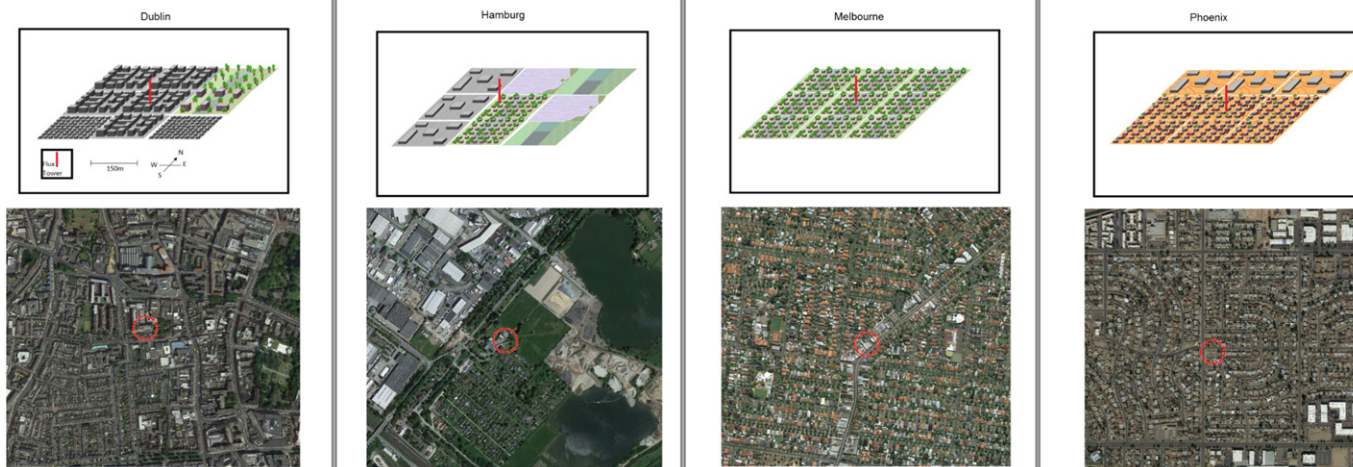 Dublin
Hamburg
Melbourne
Phoenix
Flux
Tower
150m
N
W
E
S